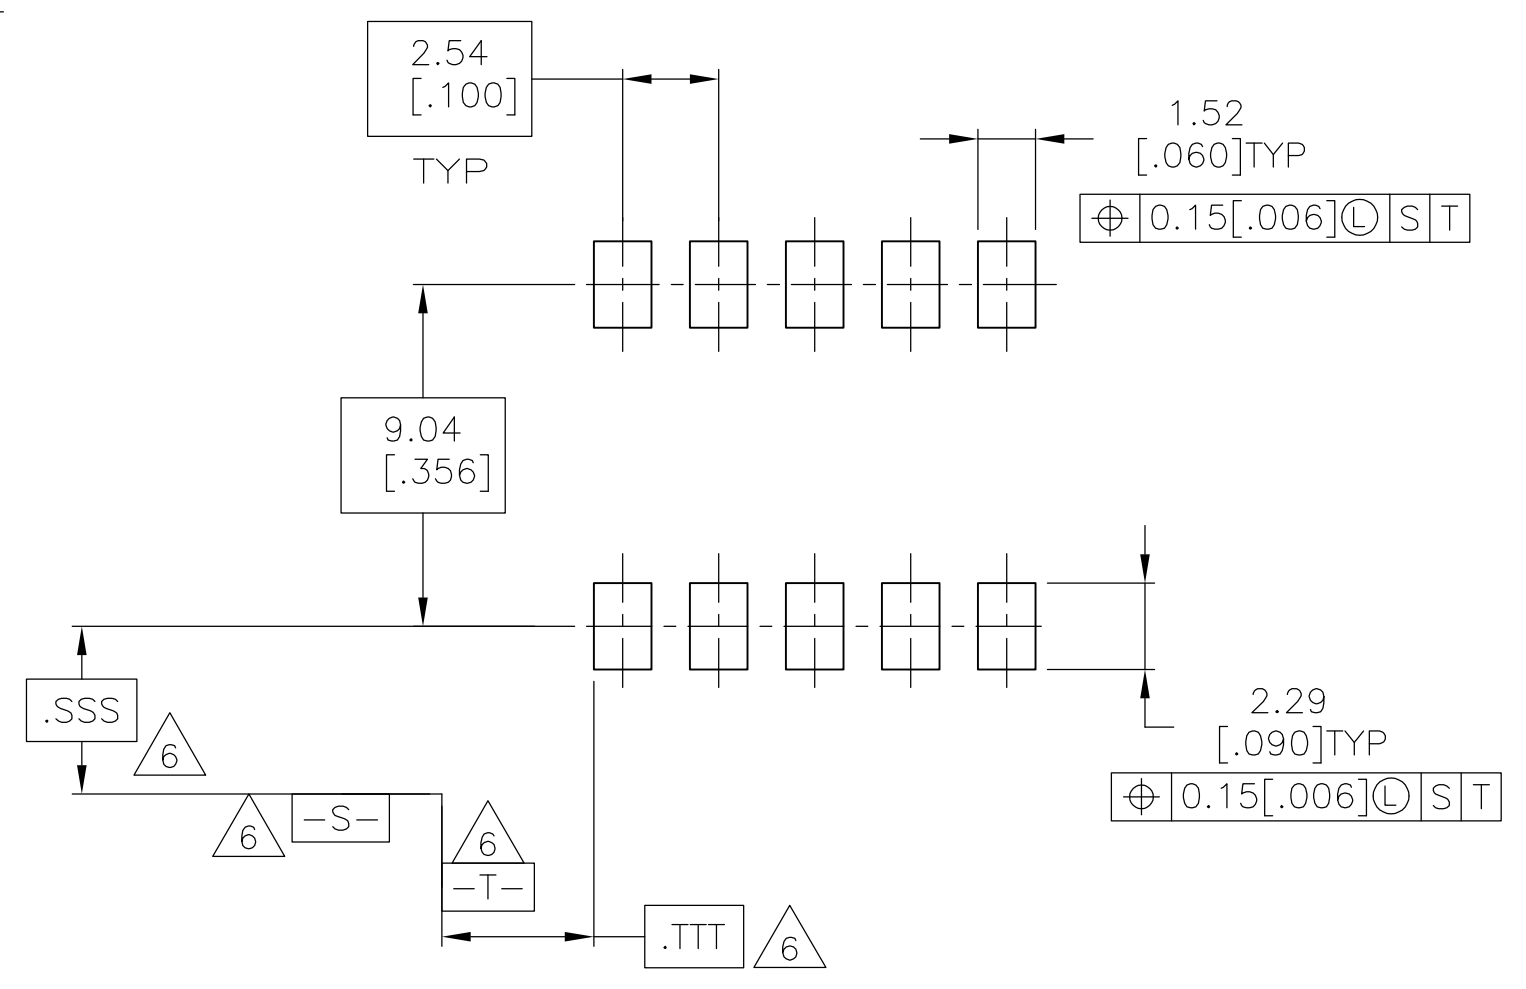 2.54
[.100]
TYP
1.52
[.060]TYP
⌖ 0.15[.006]Ⓛ S T
9.04
[.356]
2.29
[.090]TYP
⌖ 0.15[.006]Ⓛ S T
.SSS
6
6
-S-
6
-T-
.TTT
6